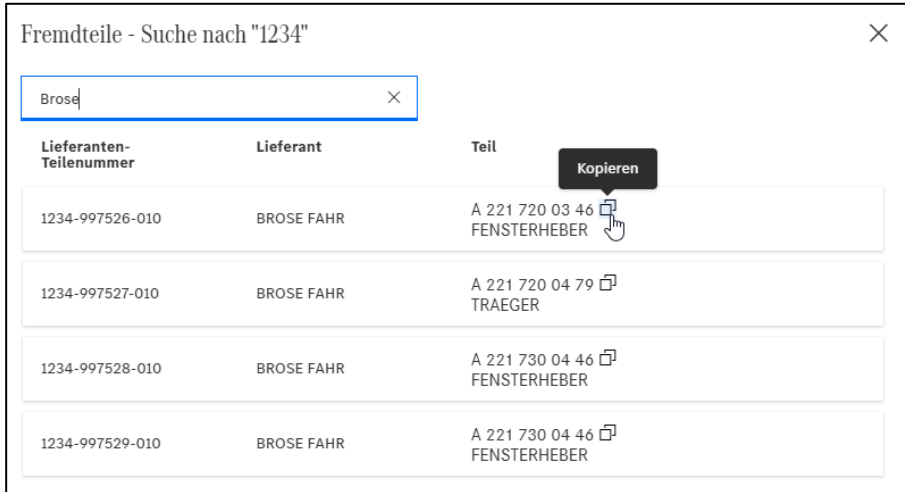 Fremdteile - Suche nach "1234"
Brose
Lieferanten-
Teilenummer
Lieferant
Teil
Kopieren
1234-997526-010
BROSE FAHR
A 221 720 03 46
FENSTERHEBER
1234-997527-010
BROSE FAHR
A 221 720 04 79
TRAEGER
1234-997528-010
BROSE FAHR
A 221 730 04 46
FENSTERHEBER
1234-997529-010
BROSE FAHR
A 221 730 04 46
FENSTERHEBER